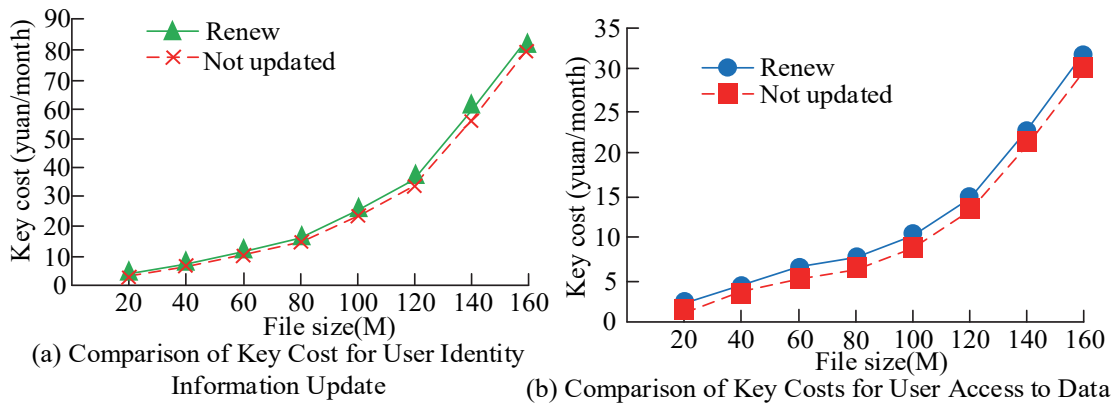 Key cost (yuan/month)
90
80
70
60
50
40
30
20
10
0
Renew
Not updated
20 40 60 80 100 120 140 160
File size(M)
(a) Comparison of Key Cost for User Identity
Information Update
Key cost (yuan/month)
35
30
25
20
15
10
5
0
Renew
Not updated
20 40 60 80 100 120 140 160
File size(M)
(b) Comparison of Key Costs for User Access to Data